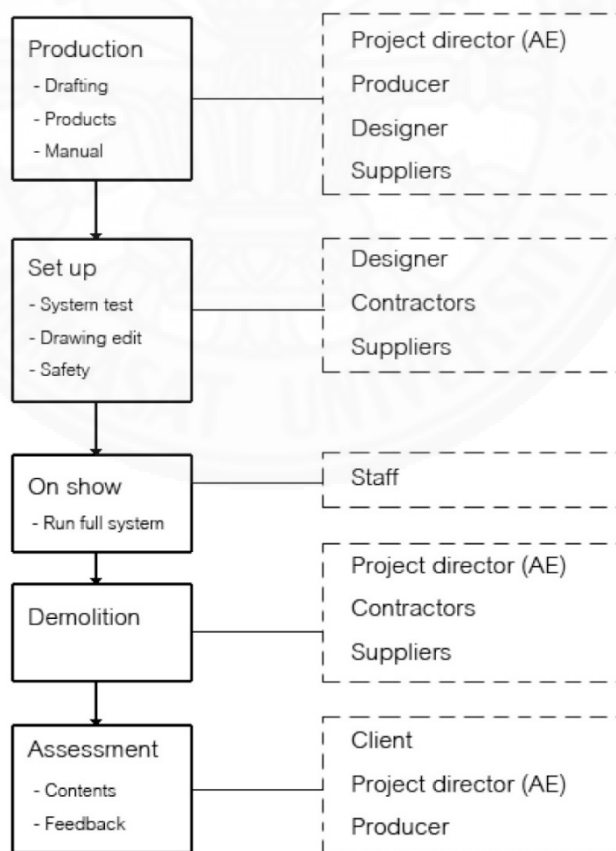 Production
- Drafting
- Products
- Manual
Project director (AE)
Producer
Designer
Suppliers
Set up
- System test
- Drawing edit
- Safety
Designer
Contractors
Suppliers
On show
- Run full system
Staff
Demolition
Project director (AE)
Contractors
Suppliers
Assessment
- Contents
- Feedback
Client
Project director (AE)
Producer